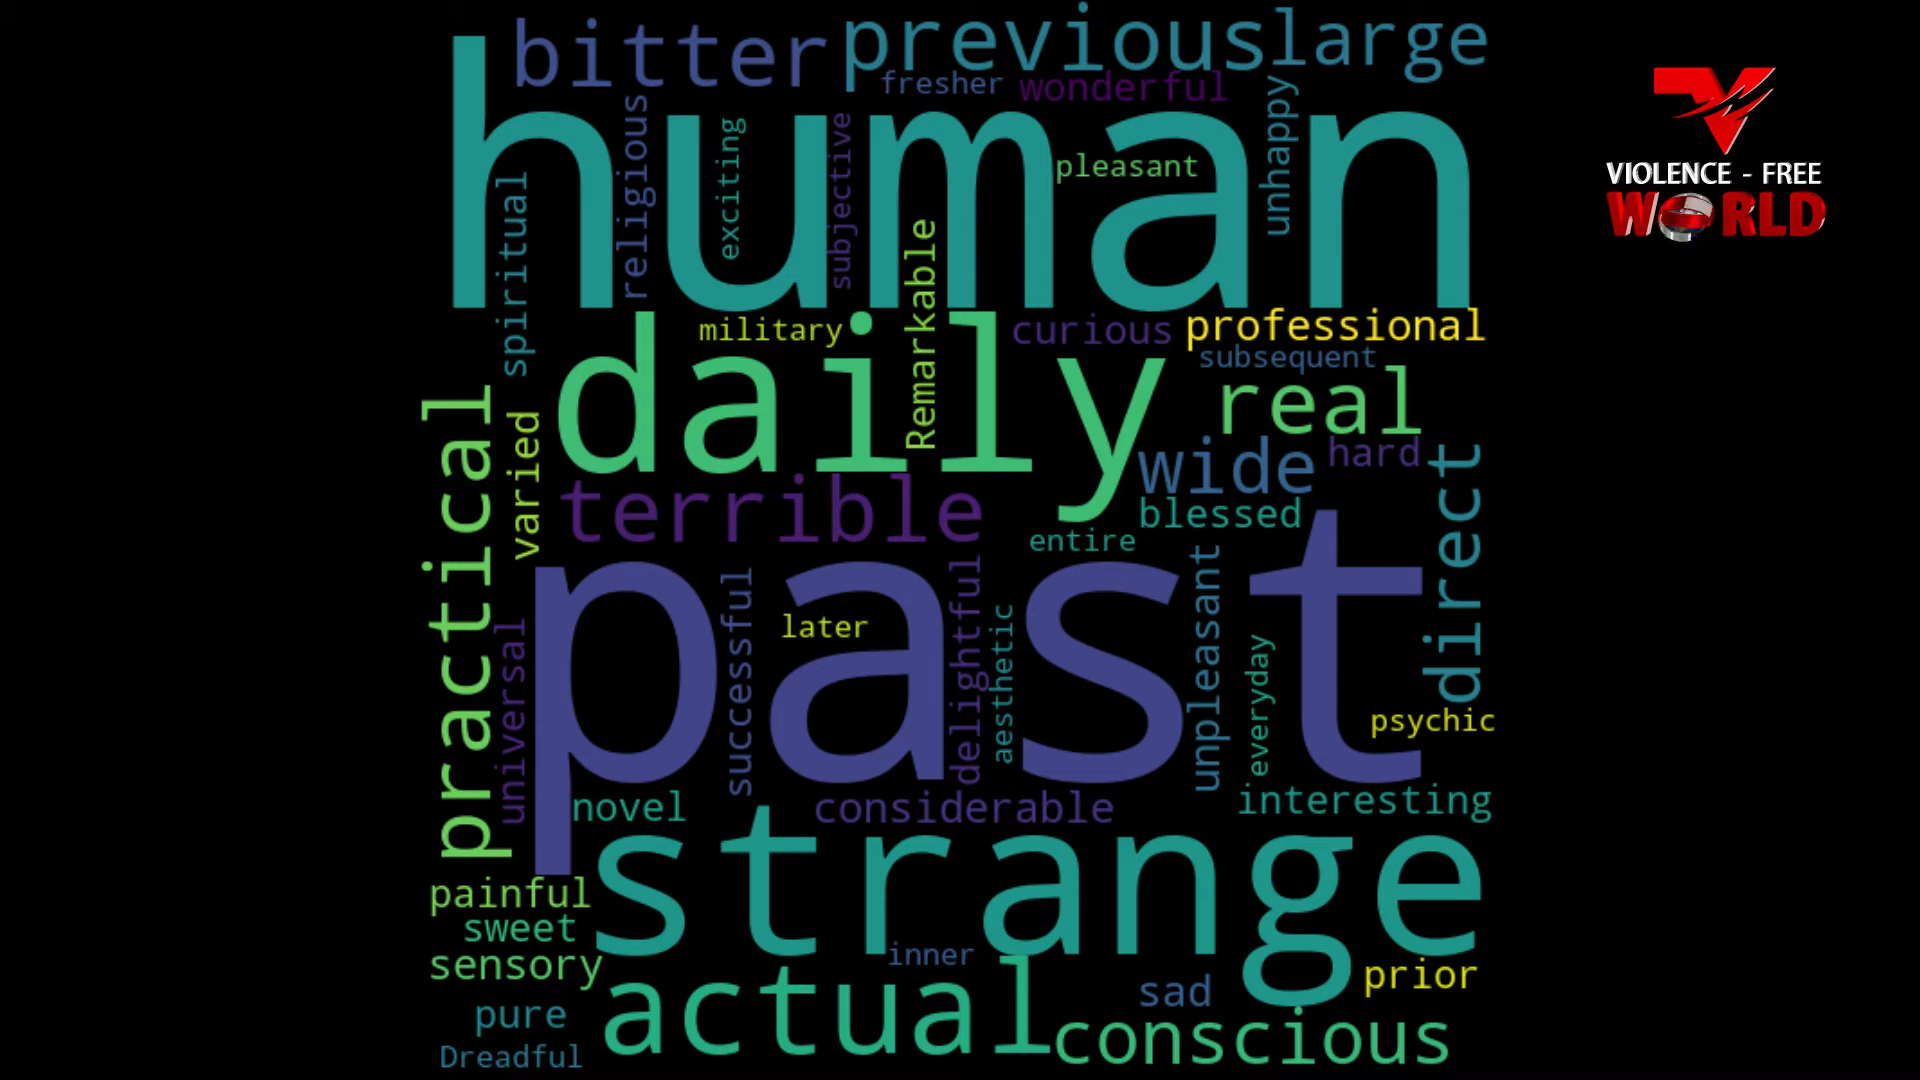 bitter
previous
large
fresher
wonderful
human
religious
exciting
subjective
pleasant
unhappy
spiritual
Remarkable
military
curious
professional
subsequent
daily
real
practical
varied
wide
hard
terrible
blessed
direct
entire
past
universal
successful
later
delightful
aesthetic
unpleasant
everyday
psychic
novel
considerable
interesting
strange
painful
sweet
sensory
inner
prior
actual
sad
pure
conscious
Dreadful
VIOLENCE - FREE
WORLD